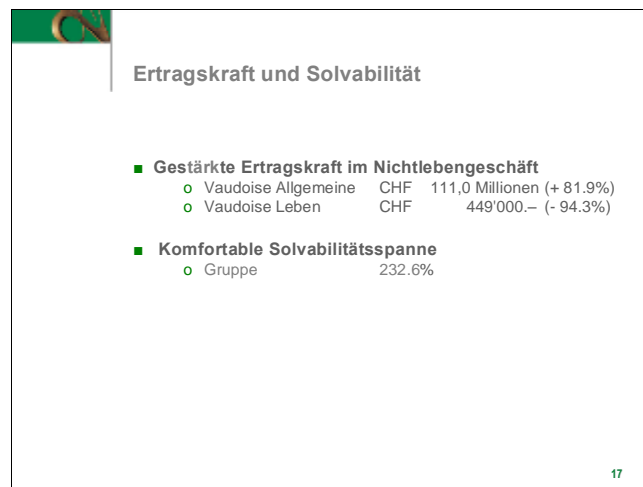 Ertragskraft und Solvabilität
■ Gestärkte Ertragskraft im Nichtlebengeschäft
o Vaudoise Allgemeine CHF 111,0 Millionen (+ 81.9%)
o Vaudoise Leben CHF 449'000.– (- 94.3%)
■ Komfortable Solvabilitätsspanne
o Gruppe 232.6%
17